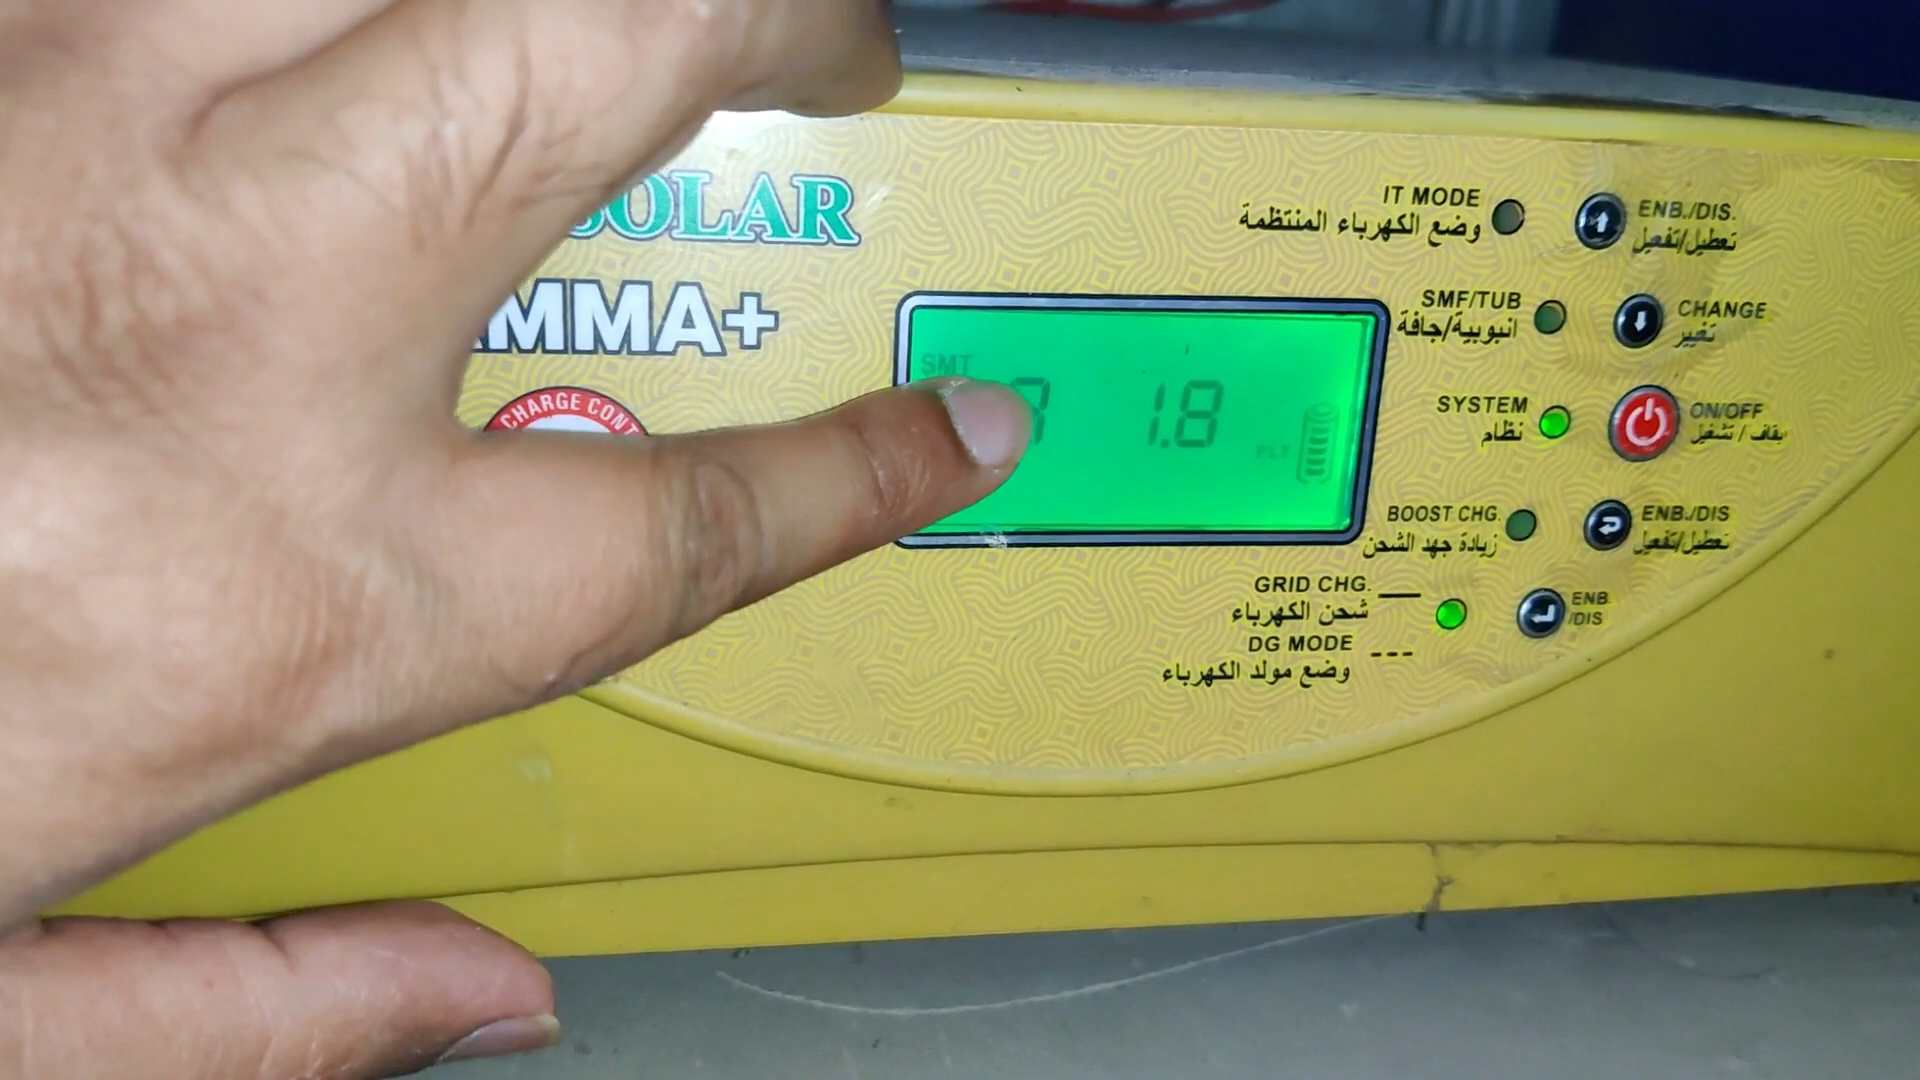 SOLAR
MMA+
CHARGE CONT
SMT
1.8
FLT
IT MODE
وضع الكهرباء المنتظمة
ENB./DIS.
تعطيل/تفعيل
SMF/TUB
انبوبية/جافة
CHANGE
تغيير
SYSTEM
نظام
ON/OFF
يقاف / تشغيل
BOOST CHG.
زيادة جهد الشحن
ENB./DIS
تعطيل/تفعيل
GRID CHG.
شحن الكهرباء
DG MODE
وضع مولد الكهرباء
ENB
/DIS